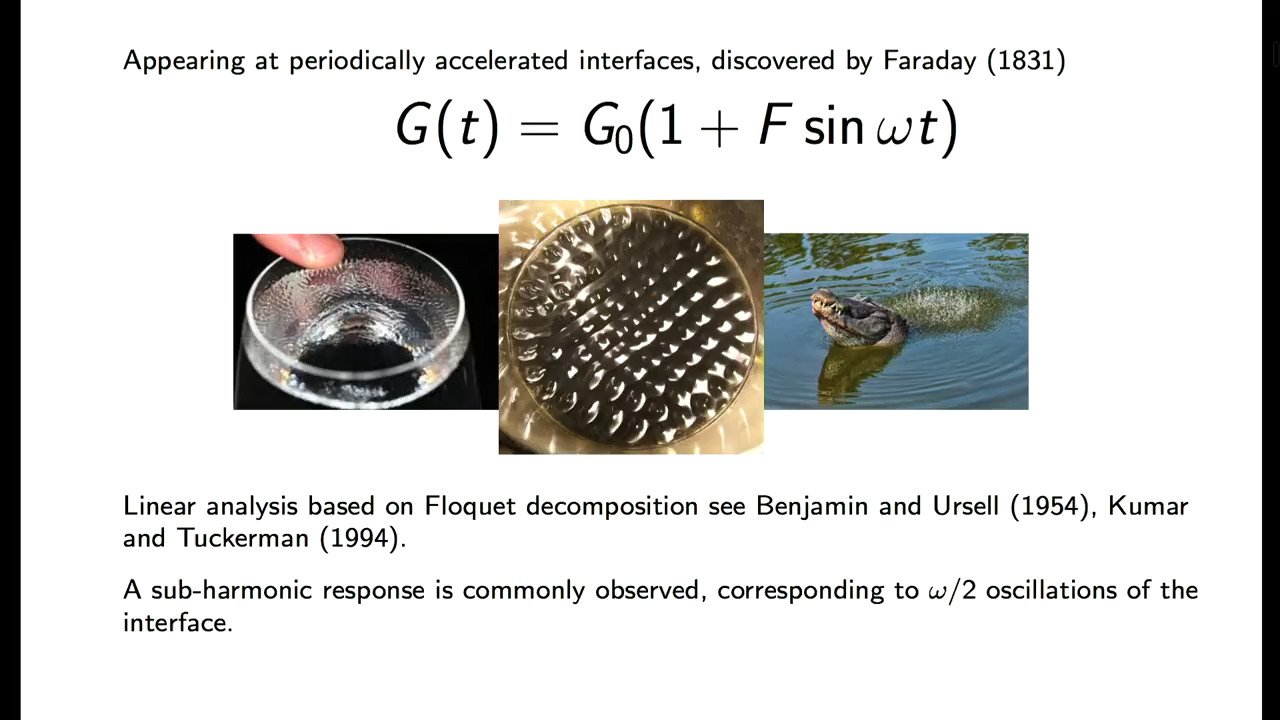 Appearing at periodically accelerated interfaces, discovered by Faraday (1831)
G(t) = G₀(1 + F sin ωt)
Linear analysis based on Floquet decomposition see Benjamin and Ursell (1954), Kumar
and Tuckerman (1994).
A sub-harmonic response is commonly observed, corresponding to ω/2 oscillations of the
interface.